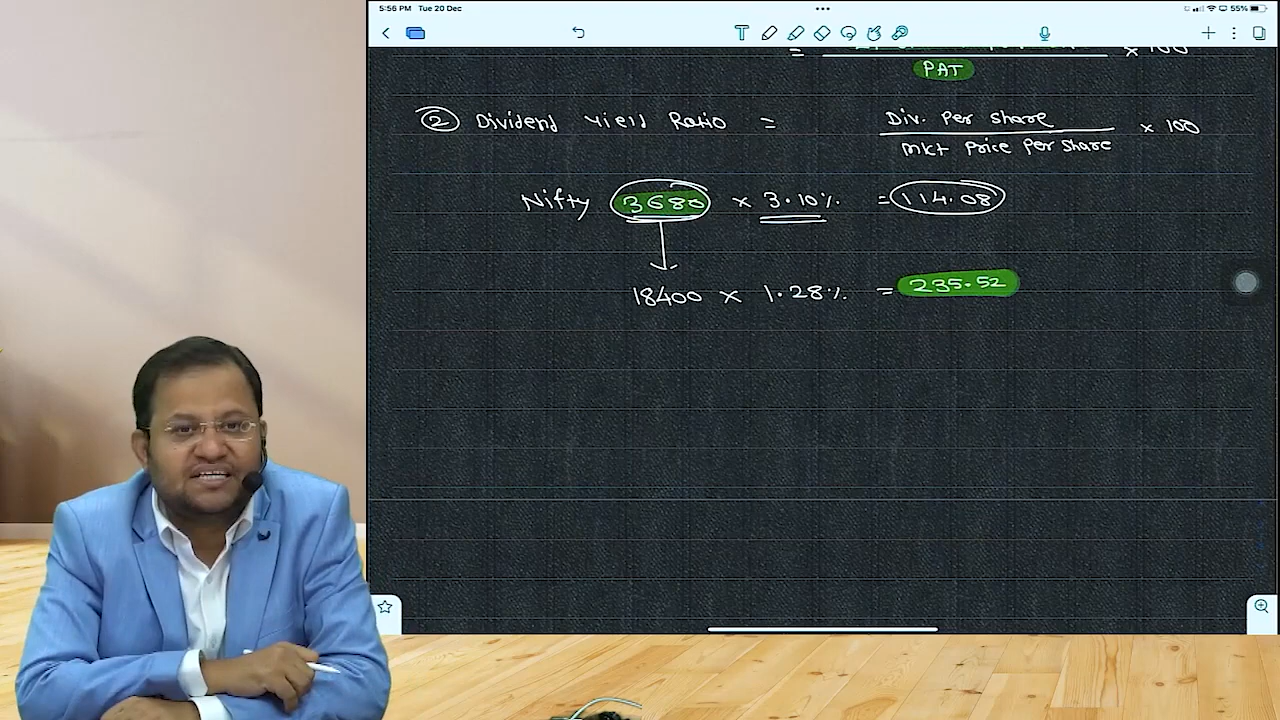 5:56 PM Tue 20 Dec
55%
= × 100
PAT
② Dividend Yield Ratio = Div. Per Share × 100
Mkt Price Per Share
Nifty 3680 × 3.10% = 114.08
18400 × 1.28% = 235.52